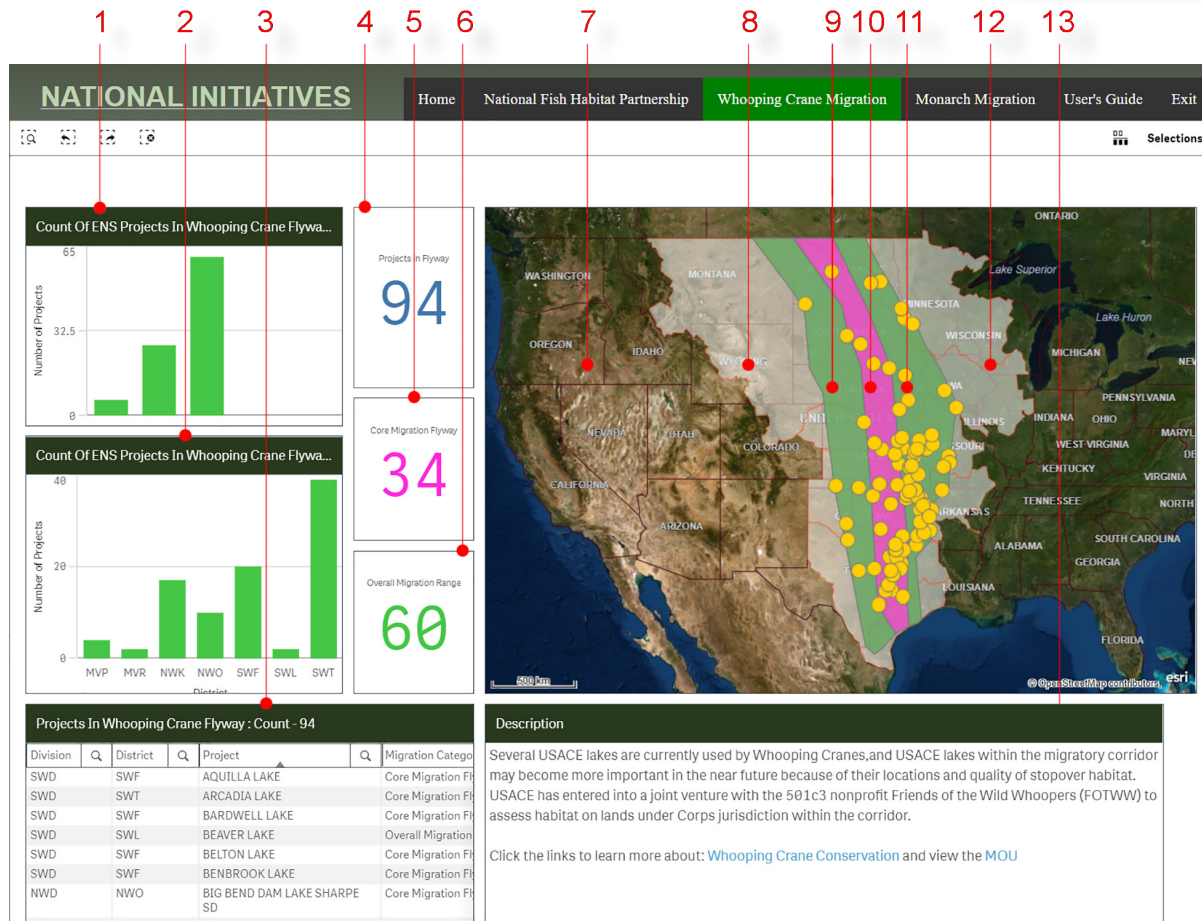 1 2 3 4 5 6 7 8 9 10 11 12 13
NATIONAL INITIATIVES
Home National Fish Habitat Partnership Whooping Crane Migration Monarch Migration User's Guide Exit
Selections
Count Of ENS Projects In Whooping Crane Flywa...
65
32.5
0
Number of Projects
Count Of ENS Projects In Whooping Crane Flywa...
40
20
0
Number of Projects
MVP MVR NWK NWO SWF SWL SWT
District
Projects in Flyway
94
Core Migration Flyway
34
Overall Migration Range
60
ONTARIO
WASHINGTON
MONTANA
Lake Superior
MINNESOTA
Lake Huron
OREGON
IDAHO
WYOMING
WISCONSIN
MICHIGAN
PENNSYLVANIA
NEVADA
UTAH
COLORADO
ILLINOIS
INDIANA
OHIO
WEST VIRGINIA
MARYL
DE
KENTUCKY
VIRGINIA
CALIFORNIA
ARIZONA
ARKANSAS
TENNESSEE
NORTH
SOUTH CAROLINA
ALABAMA
GEORGIA
LOUISIANA
FLORIDA
500 km
© OpenStreetMap contributors, esri
Projects In Whooping Crane Flyway : Count - 94
Division District Project Migration Catego
SWD SWF AQUILLA LAKE Core Migration Fl
SWD SWT ARCADIA LAKE Core Migration Fl
SWD SWF BARDWELL LAKE Core Migration Fl
SWD SWL BEAVER LAKE Overall Migration
SWD SWF BELTON LAKE Core Migration Fl
SWD SWF BENBROOK LAKE Core Migration Fl
NWD NWO BIG BEND DAM LAKE SHARPE Core Migration Fl
SD
Description
Several USACE lakes are currently used by Whooping Cranes,and USACE lakes within the migratory corridor
may become more important in the near future because of their locations and quality of stopover habitat.
USACE has entered into a joint venture with the 501c3 nonprofit Friends of the Wild Whoopers (FOTWW) to
assess habitat on lands under Corps jurisdiction within the corridor.
Click the links to learn more about: Whooping Crane Conservation and view the MOU